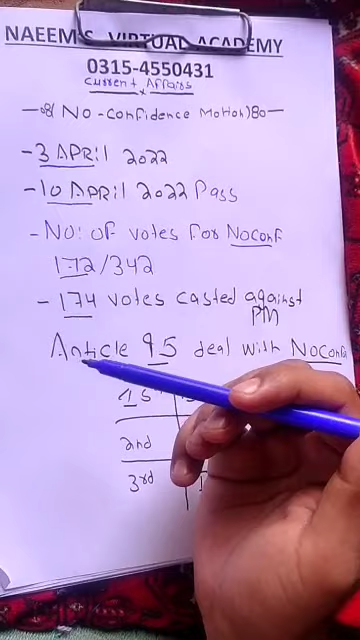 NAEEM'S VIRTUAL ACADEMY
0315-4550431
Current Affairs
No-Confidence Motion
- 3 APRil 2022
- 10 APRil 2022 Pass
- No: of votes for Noconf
172/342
- 174 votes casted against
PM
Article 95 deal with Noconf
1S
2nd
3rd